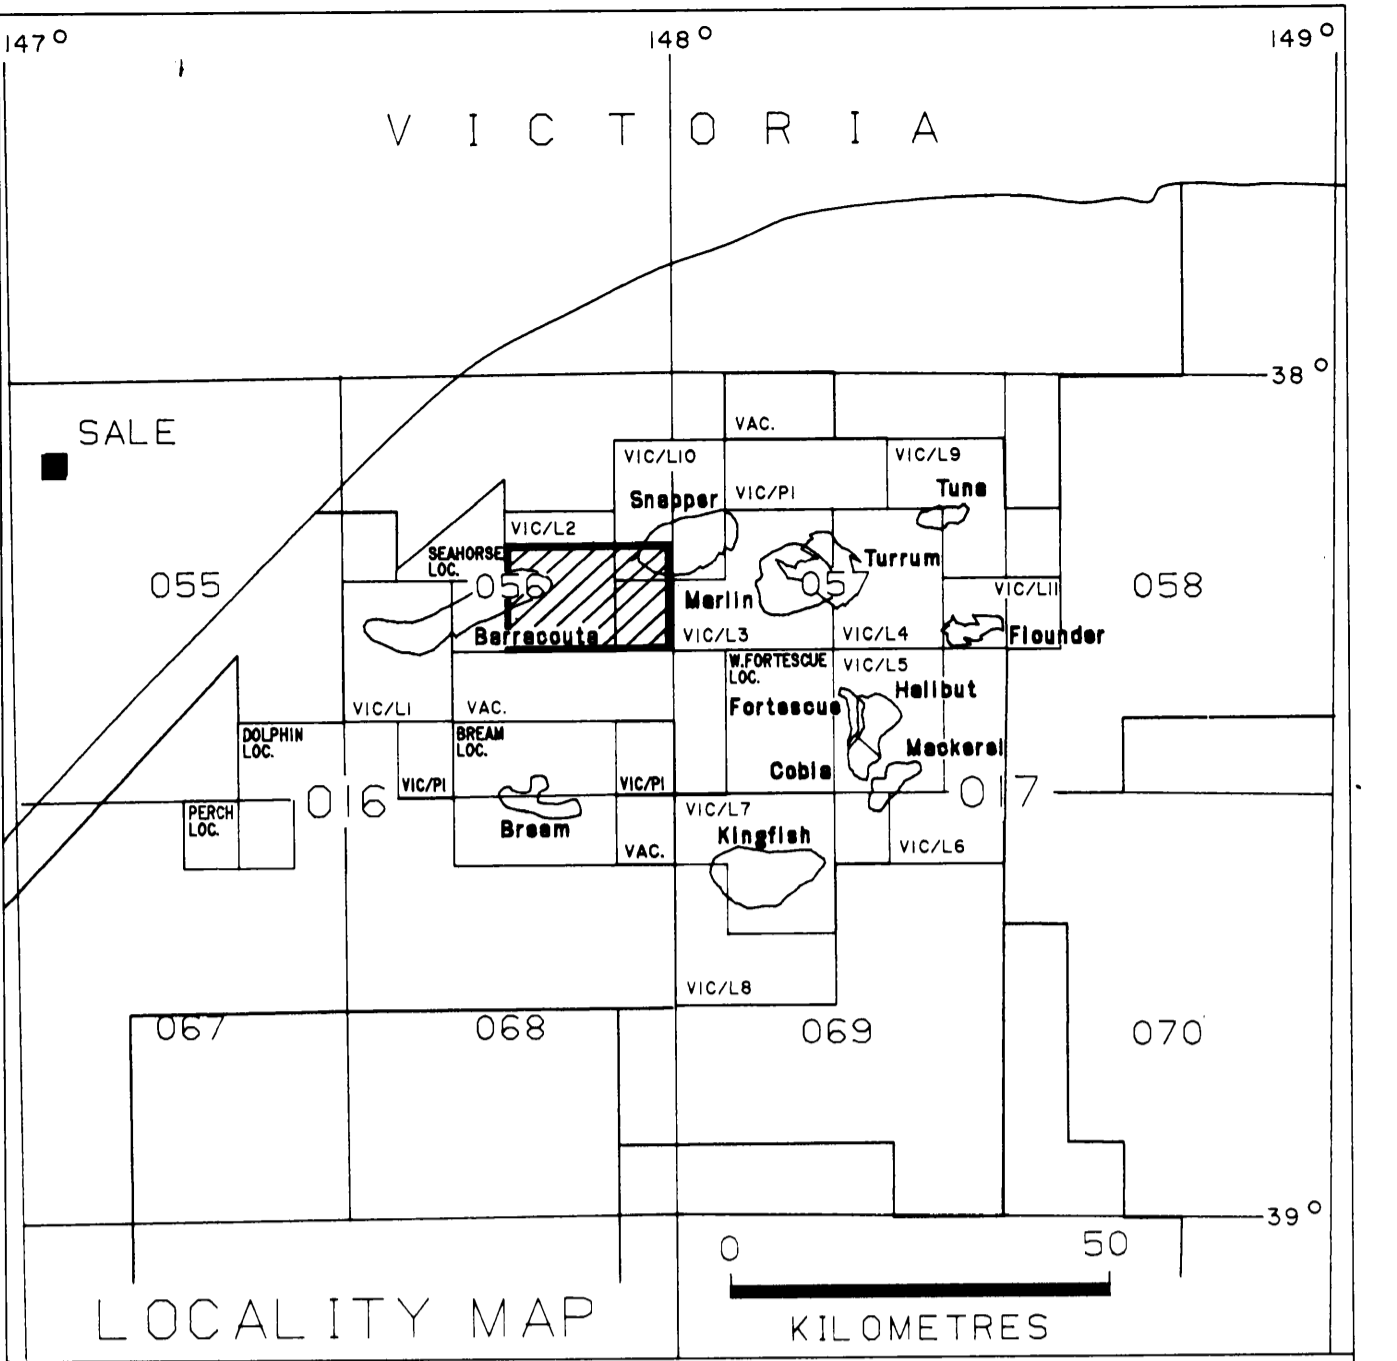 147° 148° 149°
VICTORIA
38°
SALE
VAC.
VIC/L10
VIC/L9
Snapper
VIC/P1
Tuna
VIC/L2
SEAHORSE
LOC.
055
056
05
Turrum
058
Marlin
VIC/L11
Barracouta
VIC/L3
VIC/L4
Flounder
W.FORTESCUE
LOC.
VIC/L5
Halibut
Fortescue
VIC/L1
VAC.
DOLPHIN
LOC.
BREAM
LOC.
Mackerel
Cobia
VIC/P1
VIC/P1
016
017
PERCH
LOC.
VIC/L7
Bream
Kingfish
VAC.
VIC/L6
VIC/L8
067
068
069
070
39°
0 50
LOCALITY MAP
KILOMETRES